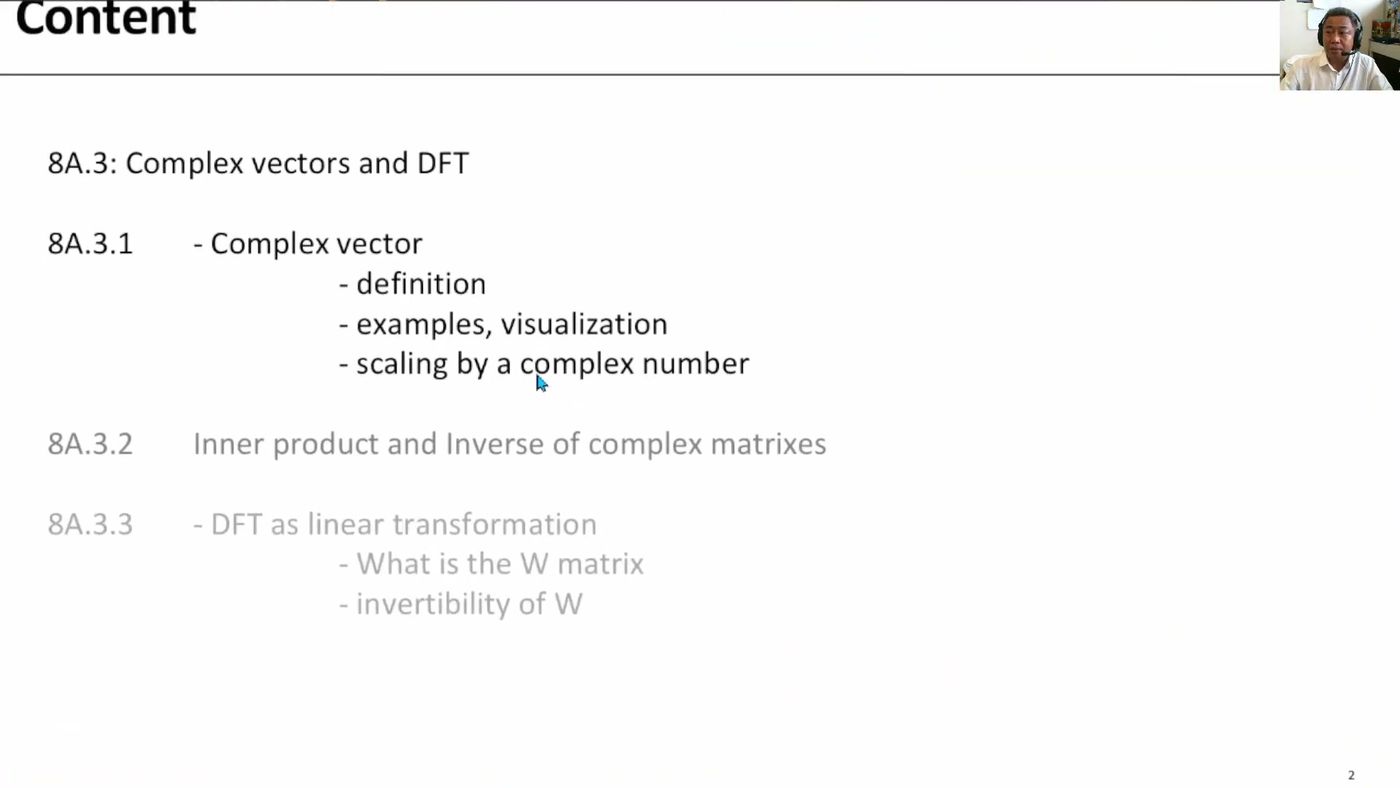 Content
8A.3: Complex vectors and DFT
8A.3.1 - Complex vector
- definition
- examples, visualization
- scaling by a complex number
8A.3.2 Inner product and Inverse of complex matrixes
8A.3.3 - DFT as linear transformation
- What is the W matrix
- invertibility of W
2